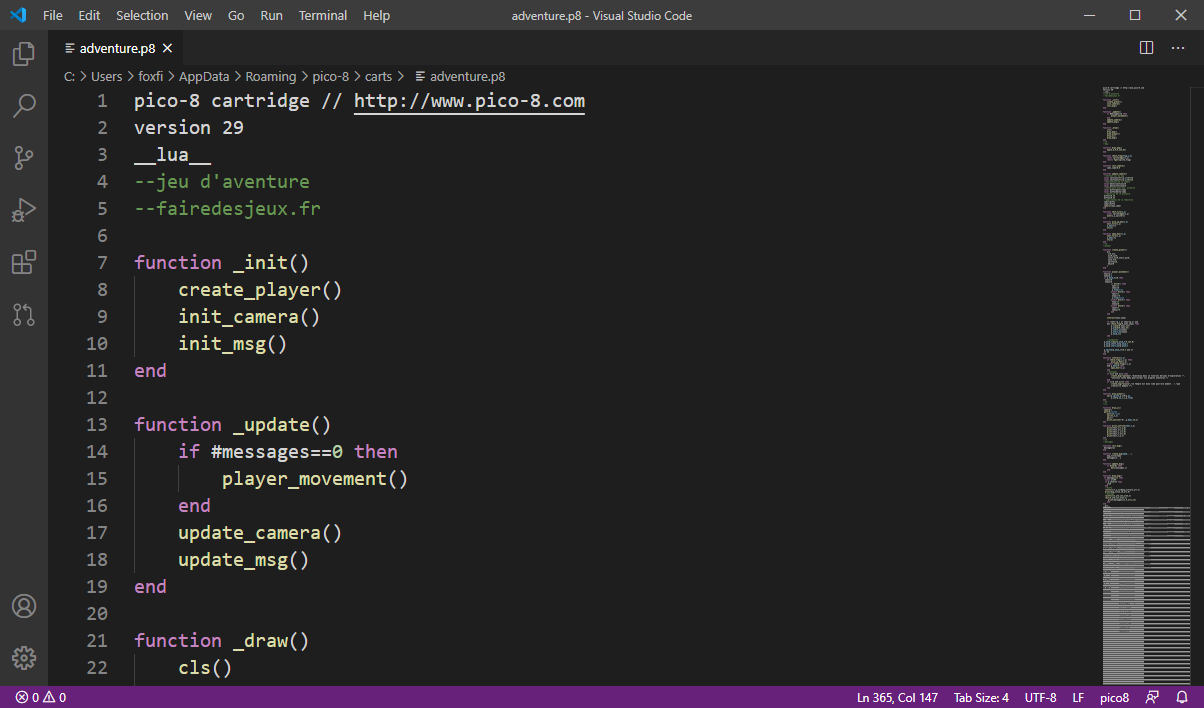 File Edit Selection View Go Run Terminal Help adventure.p8 - Visual Studio Code
adventure.p8
C: > Users > foxfi > AppData > Roaming > pico-8 > carts > adventure.p8
1 pico-8 cartridge // http://www.pico-8.com
2 version 29
3 __lua__
4 --jeu d'aventure
5 --fairedesjeux.fr
6
7 function _init()
8 create_player()
9 init_camera()
10 init_msg()
11 end
12
13 function _update()
14 if #messages==0 then
15 player_movement()
16 end
17 update_camera()
18 update_msg()
19 end
20
21 function _draw()
22 cls()
0 0 Ln 365, Col 147 Tab Size: 4 UTF-8 LF pico8